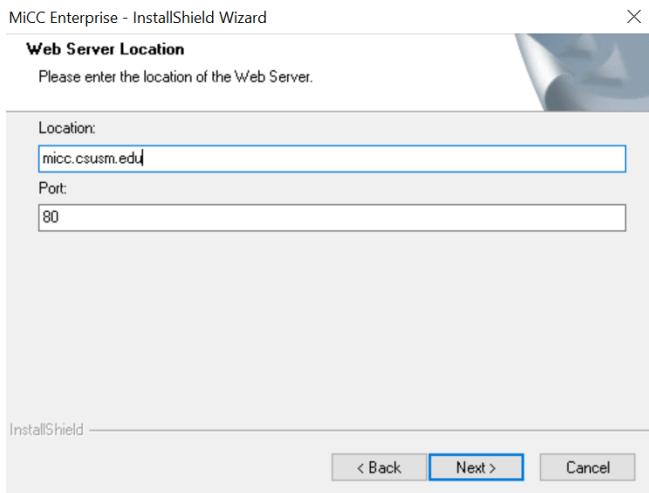 MiCC Enterprise - InstallShield Wizard
Web Server Location
Please enter the location of the Web Server.
Location:
micc.csusm.edu
Port:
80
InstallShield
< Back Next > Cancel